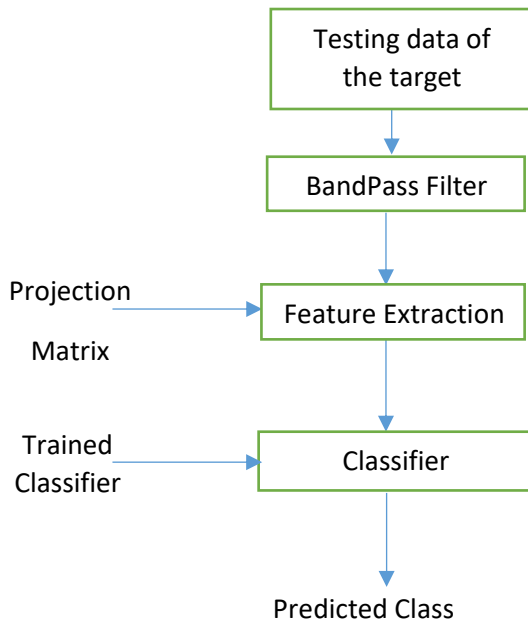 Testing data of
the target
BandPass Filter
Projection
Matrix
Feature Extraction
Trained
Classifier
Classifier
Predicted Class